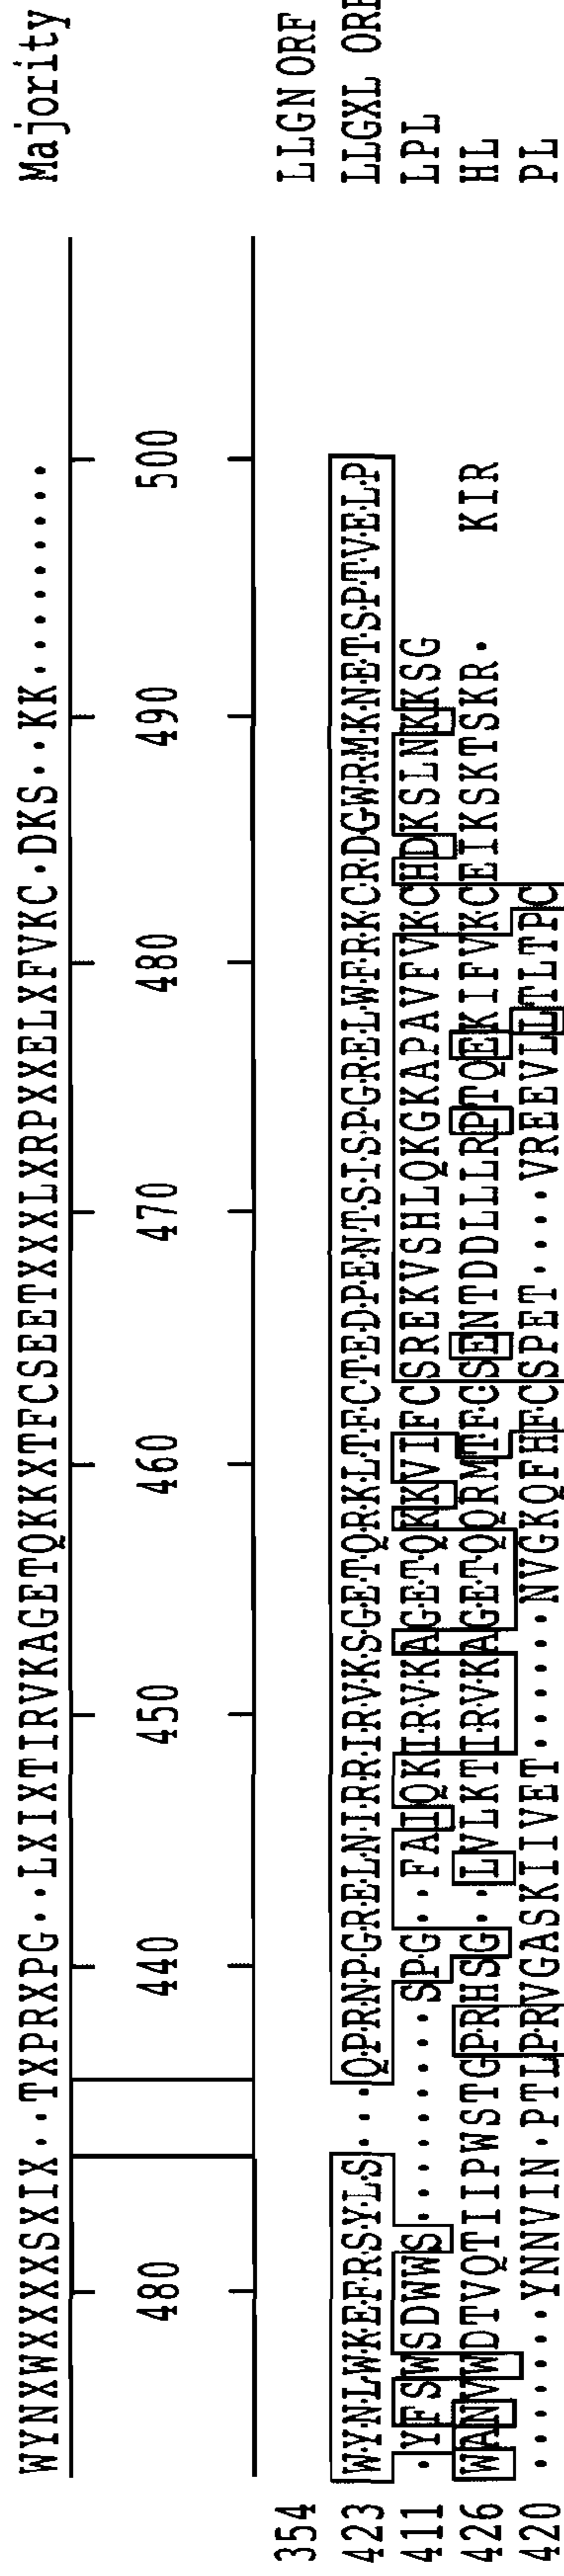 WYNXWXXXXSXIX··TXPRXPG··LXIXTIRVKAGETQKKXTFCSEETXXXLXRPXXELXFVKC·DKS··KK········· Majority
480 440 450 460 470 480 490 500
354 LLGN ORF
423 WYNLWKEFRSYLS···QPRNPGRELNIRRIRVKSGETQRKLTFCTEDPENTSISPGRELWFRKCRDGWRMKNETSPTVELP LLGXL ORF
411 ·YFSWSDWWS·········SPG··FAIQKIRVKAGETQKKVIFCSREKVSHLQKGKAPAVFVKCHDKSLNKKSG LPL
426 WANVWDTVQTIIPWSTGPRHSG··LVLKTIRVKAGETQQRMTFCSENTDDLLLRPTQEKIFVKCEIKSKTSKR· KIR HL
420 ·······YNNVIN·PTLPRVGASKIIVET······NVGKQFHFCSPET····VREEVLLTLTPC PL